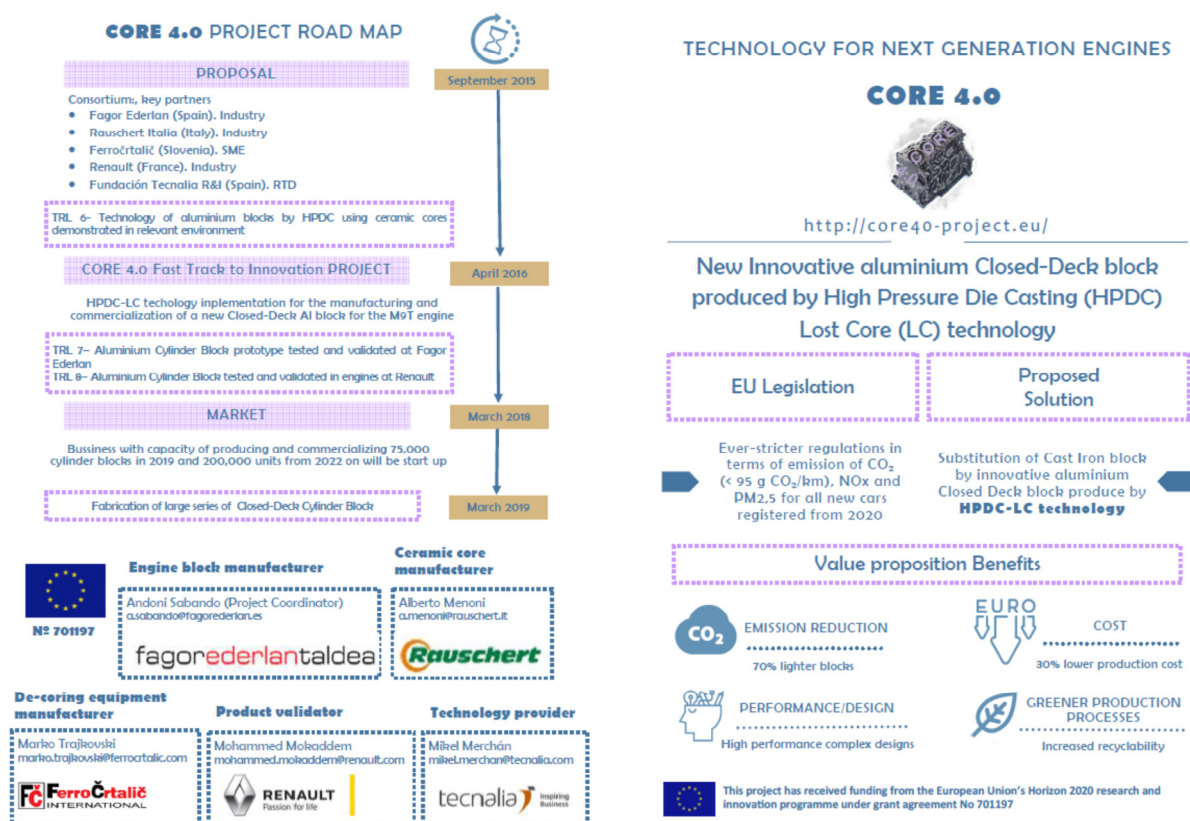 CORE 4.0 PROJECT ROAD MAP
PROPOSAL
September 2015
Consortium:, key partners
• Fagor Ederlan (Spain). Industry
• Rauschert Italia (Italy). Industry
• Ferročrtalič (Slovenia). SME
• Renault (France). Industry
• Fundación Tecnalia R&I (Spain). RTD
TRL 6- Technology of aluminium blocks by HPDC using ceramic cores
demonstrated in relevant environment
CORE 4.0 Fast Track to Innovation PROJECT
April 2016
HPDC-LC techology inplementation for the manufacturing and
commercialization of a new Closed-Deck Al block for the M9T engine
TRL 7– Aluminium Cylinder Block prototype tested and validated at Fagor
Ederlan
TRL 8– Aluminium Cylinder Block tested and validated in engines at Renault
MARKET
March 2018
Bussiness with capacity of producing and commercializing 75.000
cylinder blocks in 2019 and 200,000 units from 2022 on will be start up
Fabrication of large series of Closed-Deck Cylinder Block
March 2019
Nº 701197
Engine block manufacturer
Andoni Sabando (Project Coordinator)
a.sabando@fagorederlan.es
fagorederlantaldea
Ceramic core
manufacturer
Alberto Menoni
a.menoni@rauschert.it
Rauschert
De-coring equipment
manufacturer
Marko Trajkovski
marko.trajkovski@ferrocrtalic.com
FČ FerroČrtalič
INTERNATIONAL
Product validator
Mohammed Mokaddem
mohammed.mokaddem@renault.com
RENAULT
Passion for life
Technology provider
Mikel Merchán
mikel.merchan@tecnalia.com
tecnalia Inspiring
Business
TECHNOLOGY FOR NEXT GENERATION ENGINES
CORE 4.0
CORE
4.0
http://core40-project.eu/
New Innovative aluminium Closed-Deck block
produced by High Pressure Die Casting (HPDC)
Lost Core (LC) technology
EU Legislation
Proposed
Solution
Ever-stricter regulations in
terms of emission of CO₂
(< 95 g CO₂/km), NOx and
PM2,5 for all new cars
registered from 2020
Substitution of Cast Iron block
by innovative aluminium
Closed Deck block produce by
HPDC-LC technology
Value proposition Benefits
CO₂
EMISSION REDUCTION
70% lighter blocks
EURO
COST
30% lower production cost
PERFORMANCE/DESIGN
High performance complex designs
GREENER PRODUCTION
PROCESSES
Increased recyclability
This project has received funding from the European Union's Horizon 2020 research and
innovation programme under grant agreement No 701197